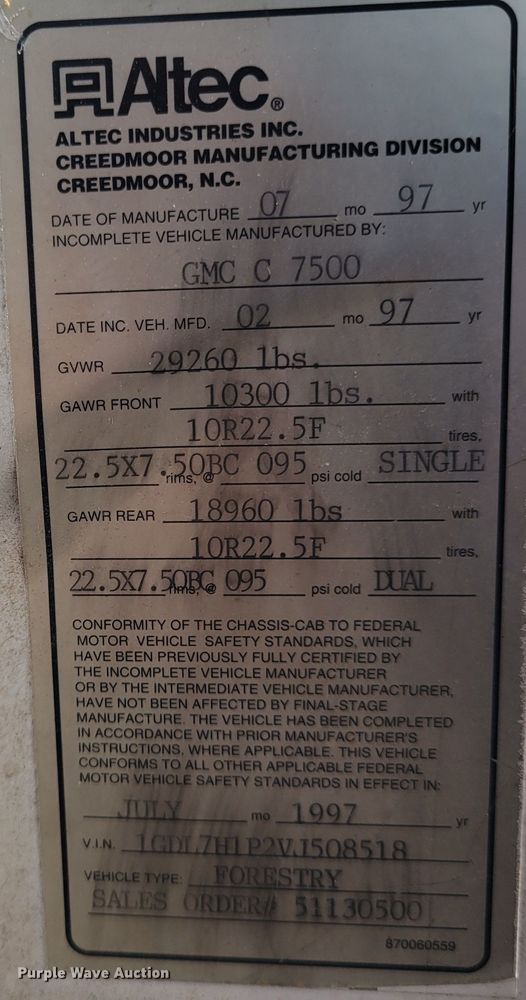 Altec®
ALTEC INDUSTRIES INC.
CREEDMOOR MANUFACTURING DIVISION
CREEDMOOR, N.C.
DATE OF MANUFACTURE 07 mo 97 yr
INCOMPLETE VEHICLE MANUFACTURED BY:
GMC C 7500
DATE INC. VEH. MFD. 02 mo 97 yr
GVWR 29260 lbs.
GAWR FRONT 10300 lbs. with
10R22.5F tires,
22.5X7.50BC rims, @ 095 psi cold SINGLE
GAWR REAR 18960 lbs with
10R22.5F tires,
22.5X7.50BC rims, @ 095 psi cold DUAL
CONFORMITY OF THE CHASSIS-CAB TO FEDERAL
MOTOR VEHICLE SAFETY STANDARDS, WHICH
HAVE BEEN PREVIOUSLY FULLY CERTIFIED BY
THE INCOMPLETE VEHICLE MANUFACTURER
OR BY THE INTERMEDIATE VEHICLE MANUFACTURER,
HAVE NOT BEEN AFFECTED BY FINAL-STAGE
MANUFACTURE. THE VEHICLE HAS BEEN COMPLETED
IN ACCORDANCE WITH PRIOR MANUFACTURER'S
INSTRUCTIONS, WHERE APPLICABLE. THIS VEHICLE
CONFORMS TO ALL OTHER APPLICABLE FEDERAL
MOTOR VEHICLE SAFETY STANDARDS IN EFFECT IN:
JULY mo 1997 yr
V.I.N. 1GDL7H1P2VJ508518
VEHICLE TYPE: FORESTRY
SALES ORDER# 51130500
870060559
Purple Wave Auction